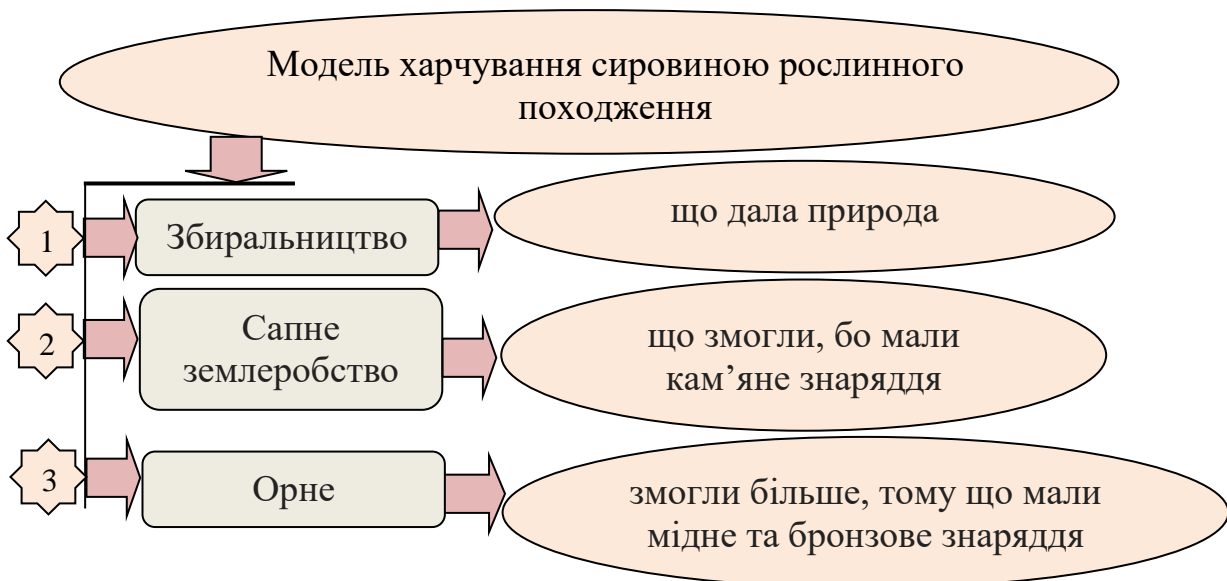 Модель харчування сировиною рослинного
походження
1
Збиральництво
що дала природа
2
Сапне
землеробство
що змогли, бо мали
кам’яне знаряддя
3
Орне
змогли більше, тому що мали
мідне та бронзове знаряддя